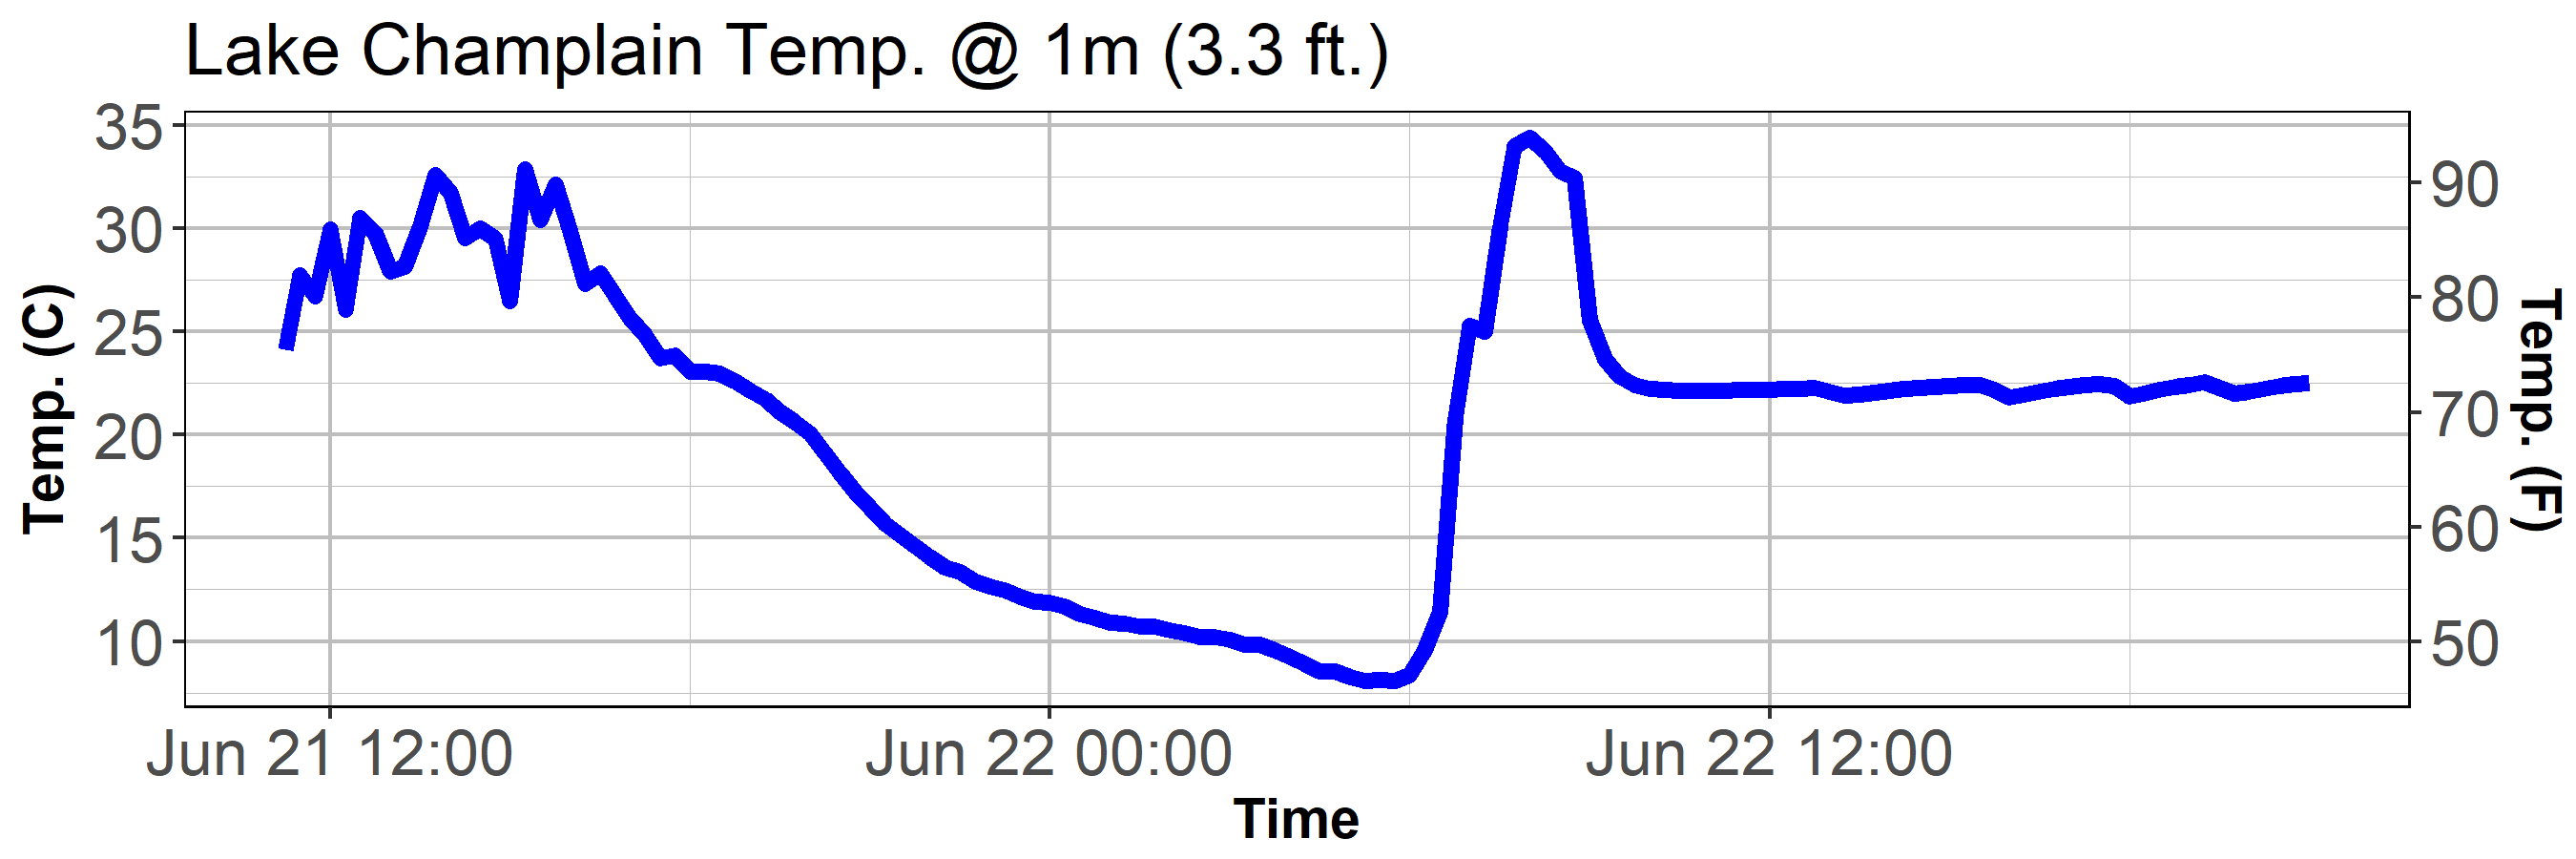 Lake Champlain Temp. @ 1m (3.3 ft.)
Temp. (C)
35
30
25
20
15
10
90
80
70
60
50
Temp. (F)
Jun 21 12:00 Jun 22 00:00 Jun 22 12:00
Time